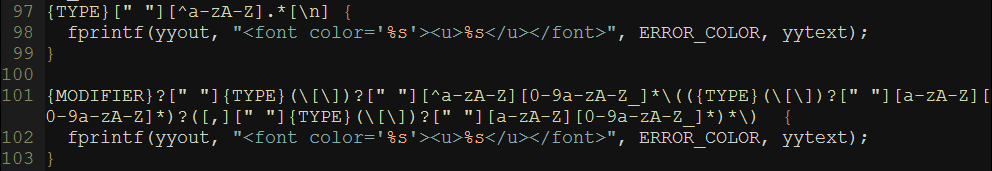 97 {TYPE}[" "][^a-zA-Z].*[\n] {
98   fprintf(yyout, "<font color='%s'><u>%s</u></font>", ERROR_COLOR, yytext);
99 }
100
101 {MODIFIER}?[" "]{TYPE}(\[\])?[" "][^a-zA-Z][0-9a-zA-Z_]*\(({TYPE}(\[\])?[" "][a-zA-Z][
0-9a-zA-Z]*)?([,][" "]{TYPE}(\[\])?[" "][a-zA-Z][0-9a-zA-Z_]*)*\)  {
102   fprintf(yyout, "<font color='%s'><u>%s</u></font>", ERROR_COLOR, yytext);
103 }